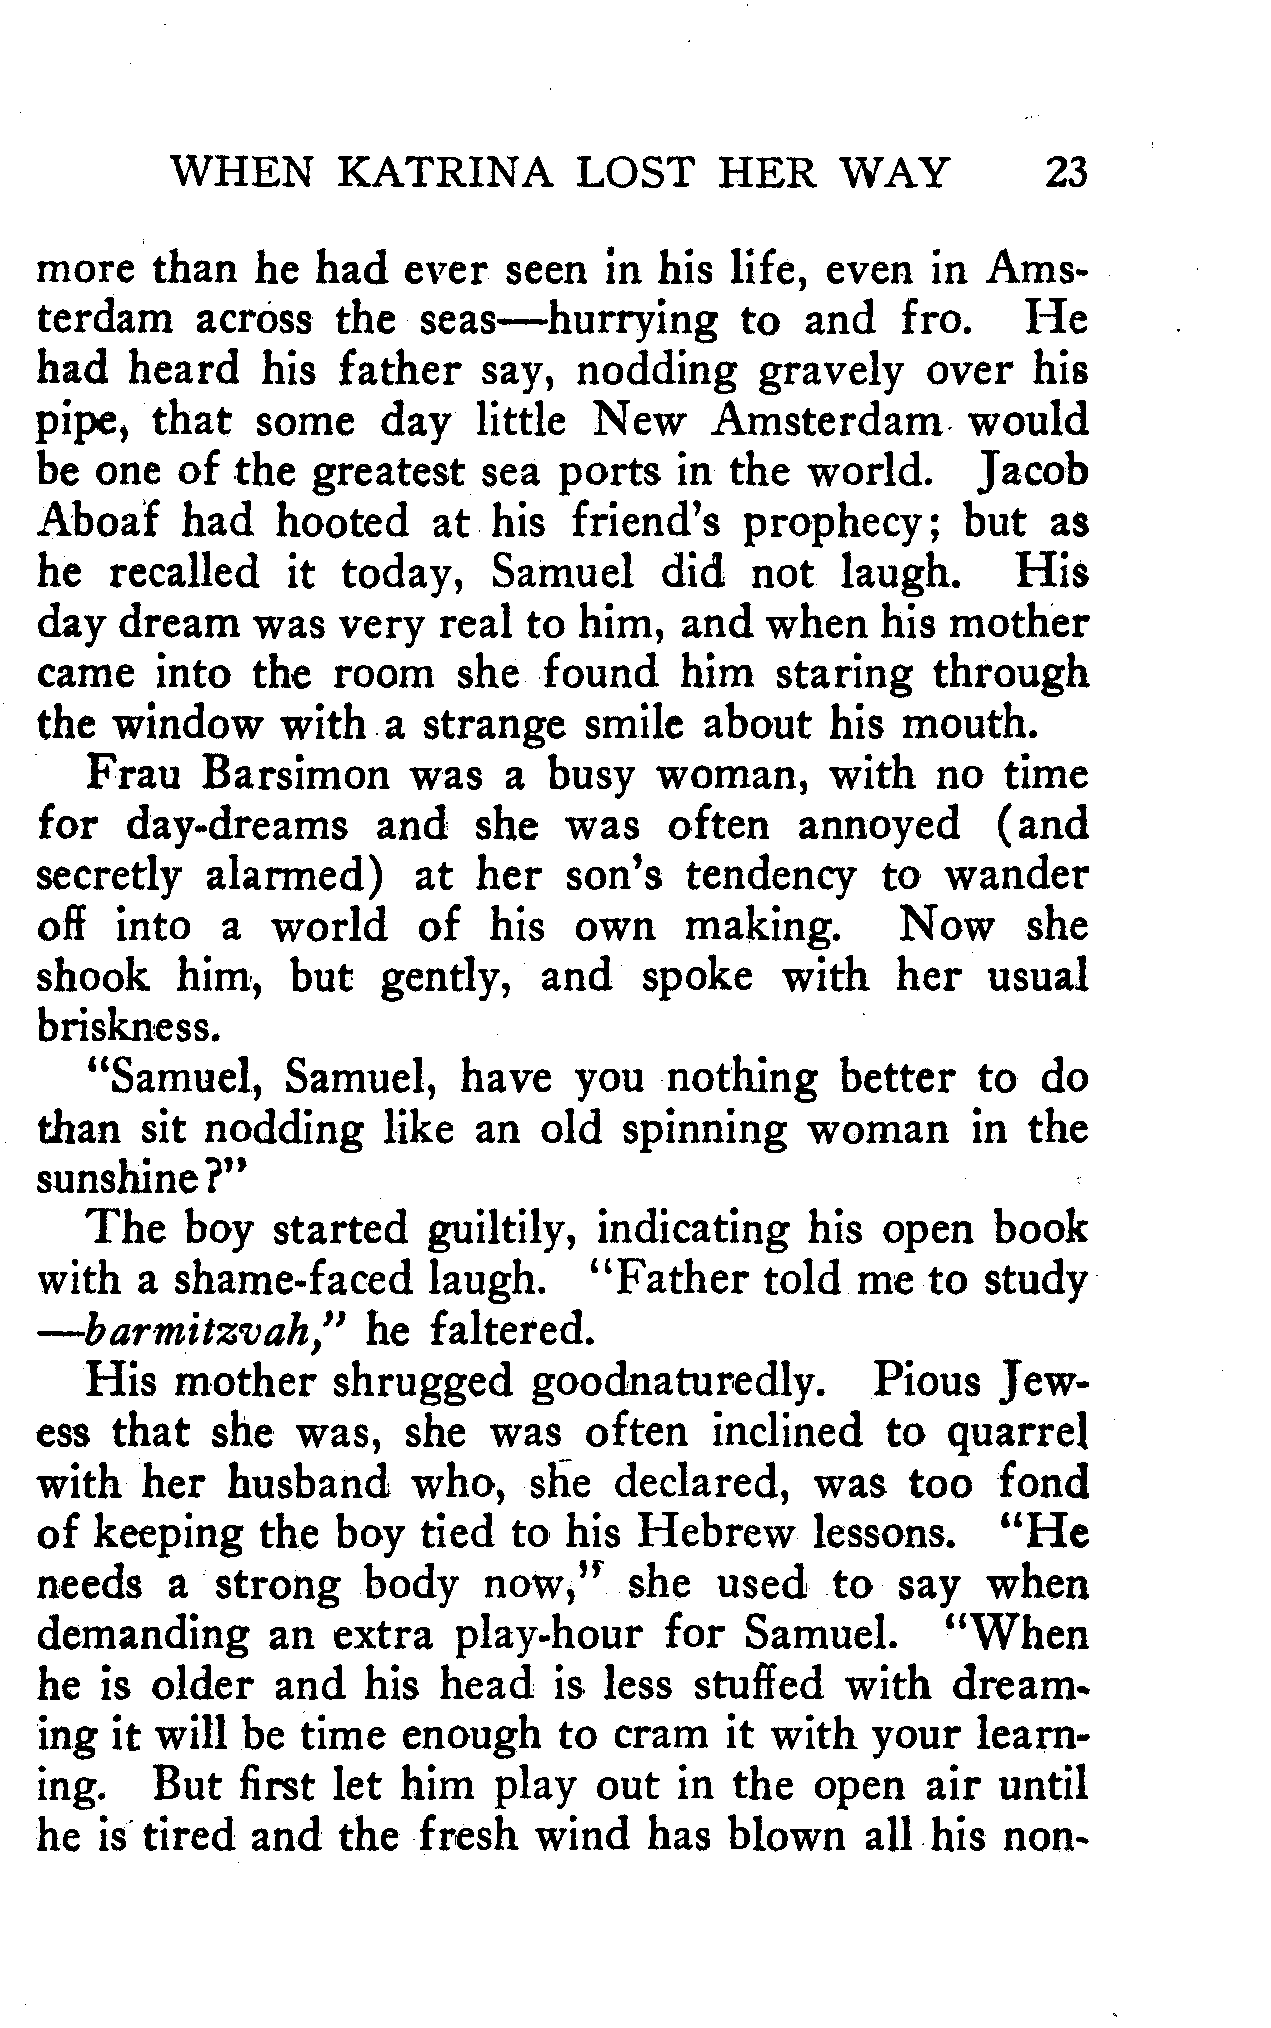 WHEN KATRINA LOST HER WAY 23
more than he had ever seen in his life, even in Ams-
terdam across the seas—hurrying to and fro. He
had heard his father say, nodding gravely over his
pipe, that some day little New Amsterdam would
be one of the greatest sea ports in the world. Jacob
Aboaf had hooted at his friend's prophecy; but as
he recalled it today, Samuel did not laugh. His
day dream was very real to him, and when his mother
came into the room she found him staring through
the window with a strange smile about his mouth.
Frau Barsimon was a busy woman, with no time
for day-dreams and she was often annoyed (and
secretly alarmed) at her son's tendency to wander
off into a world of his own making. Now she
shook him, but gently, and spoke with her usual
briskness.
"Samuel, Samuel, have you nothing better to do
than sit nodding like an old spinning woman in the
sunshine?"
The boy started guiltily, indicating his open book
with a shame-faced laugh. "Father told me to study
—barmitzvah," he faltered.
His mother shrugged goodnaturedly. Pious Jew-
ess that she was, she was often inclined to quarrel
with her husband who, she declared, was too fond
of keeping the boy tied to his Hebrew lessons. "He
needs a strong body now," she used to say when
demanding an extra play-hour for Samuel. "When
he is older and his head is less stuffed with dream-
ing it will be time enough to cram it with your learn-
ing. But first let him play out in the open air until
he is tired and the fresh wind has blown all his non-